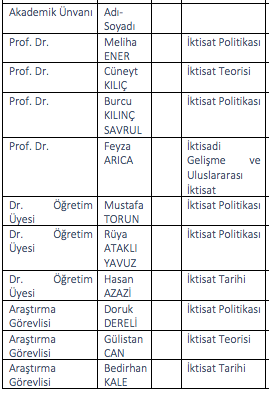 Akademik Ünvanı Adı-
Soyadı
Prof. Dr. Meliha İktisat Politikası
ENER
Prof. Dr. Cüneyt İktisat Teorisi
KILIÇ
Prof. Dr. Burcu İktisat Politikası
KILINÇ
SAVRUL
Prof. Dr. Feyza İktisadi
ARICA Gelişme ve
Uluslararası
İktisat
Dr. Öğretim Mustafa İktisat Politikası
Üyesi TORUN
Dr. Öğretim Rüya İktisat Politikası
Üyesi ATAKLI
YAVUZ
Dr. Öğretim Hasan İktisat Tarihi
Üyesi AZAZİ
Araştırma Doruk İktisat Politikası
Görevlisi DERELİ
Araştırma Gülistan İktisat Teorisi
Görevlisi CAN
Araştırma Bedirhan İktisat Tarihi
Görevlisi KALE